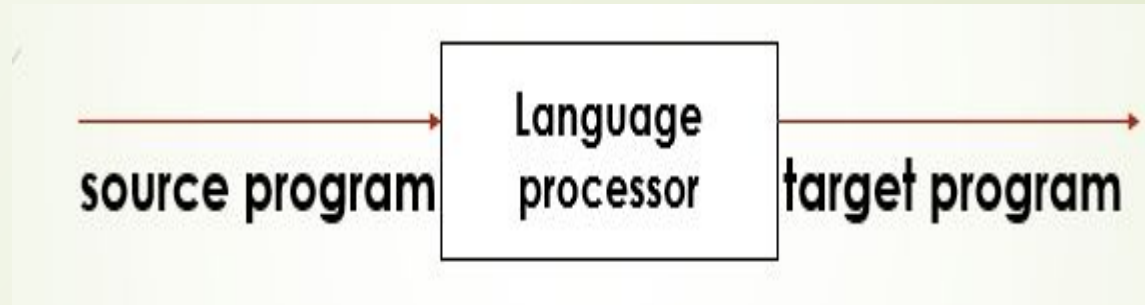 source program
Language
processor
target program